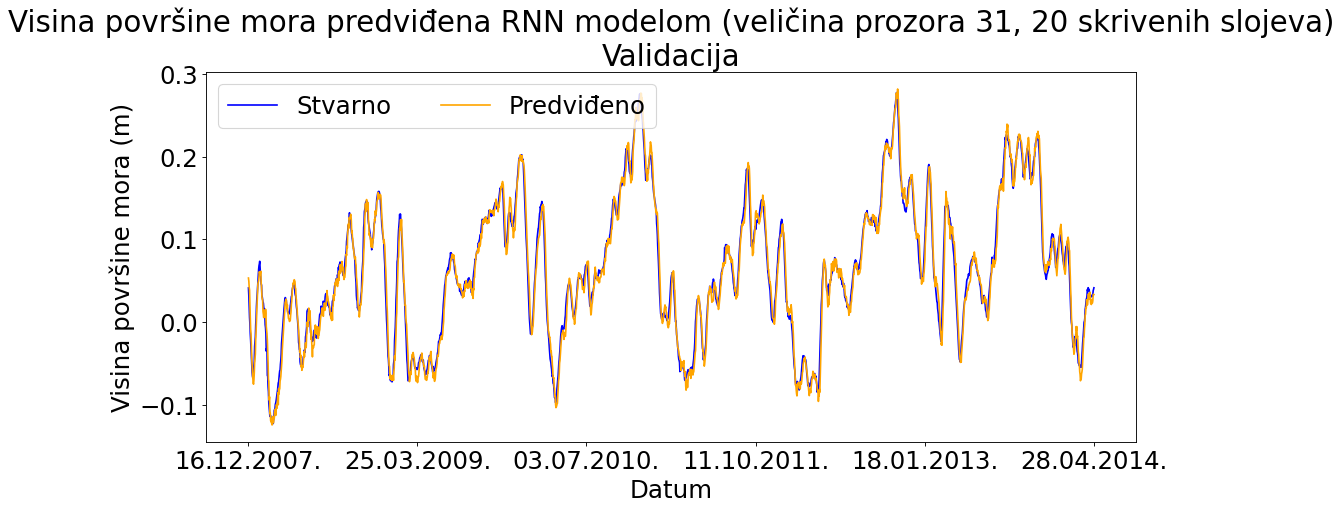 Visina površine mora predviđena RNN modelom (veličina prozora 31, 20 skrivenih slojeva)
Validacija
Stvarno Predviđeno
Visina površine mora (m)
0.3
0.2
0.1
0.0
−0.1
16.12.2007. 25.03.2009. 03.07.2010. 11.10.2011. 18.01.2013. 28.04.2014.
Datum